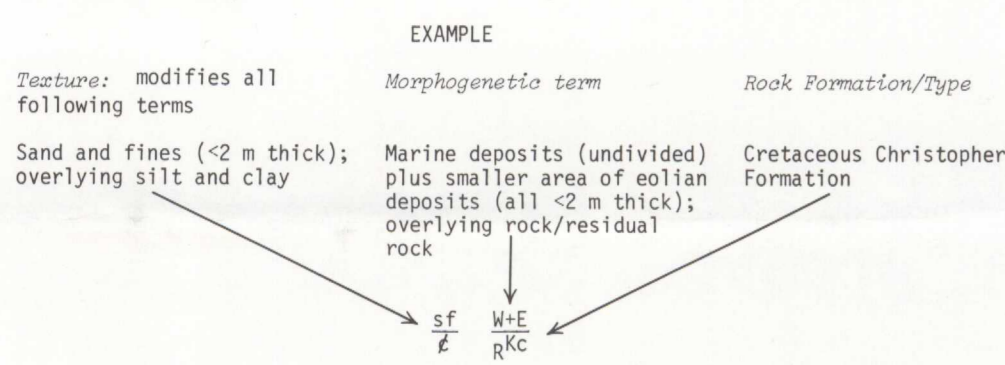 EXAMPLE
Texture: modifies all
following terms
Morphogenetic term
Rock Formation/Type
Sand and fines (<2 m thick);
overlying silt and clay
Marine deposits (undivided)
plus smaller area of eolian
deposits (all <2 m thick);
overlying rock/residual
rock
Cretaceous Christopher
Formation
sf W+E
¢ RKc